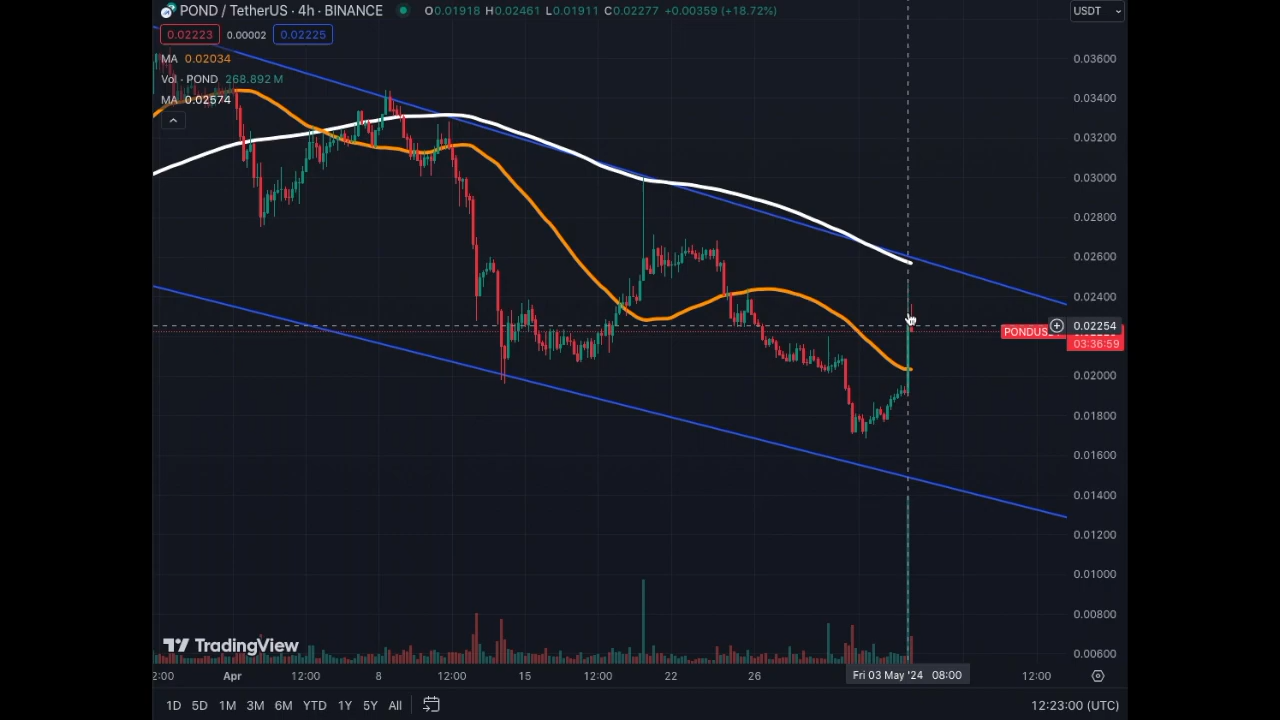 POND / TetherUS · 4h · BINANCE O0.01918 H0.02461 L0.01911 C0.02277 +0.00359 (+18.72%) USDT
0.02223 0.00002 0.02225
MA 0.02034
Vol · POND 268.892 M
MA 0.02574
0.03600
0.03400
0.03200
0.03000
0.02800
0.02600
0.02400
0.02254
PONDUS
03:36:59
0.02000
0.01800
0.01600
0.01400
0.01200
0.01000
0.00800
0.00600
TradingView
2:00 Apr 12:00 8 12:00 15 12:00 22 26 Fri 03 May '24 08:00 12:00
1D 5D 1M 3M 6M YTD 1Y 5Y All 12:23:00 (UTC)